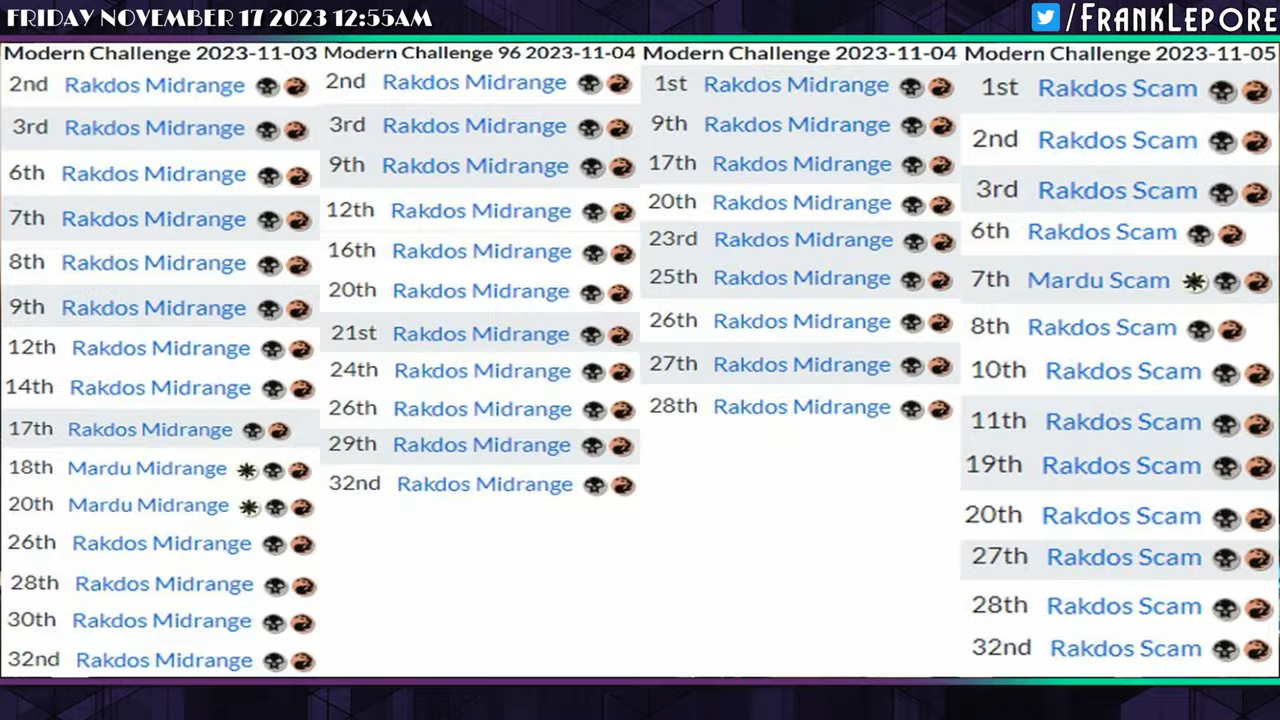 FRIDAY NOVEMBER 17 2023 12:55AM
/FRANKLEPORE
Modern Challenge 2023-11-03
2nd Rakdos Midrange
3rd Rakdos Midrange
6th Rakdos Midrange
7th Rakdos Midrange
8th Rakdos Midrange
9th Rakdos Midrange
12th Rakdos Midrange
14th Rakdos Midrange
17th Rakdos Midrange
18th Mardu Midrange
20th Mardu Midrange
26th Rakdos Midrange
28th Rakdos Midrange
30th Rakdos Midrange
32nd Rakdos Midrange
Modern Challenge 96 2023-11-04
2nd Rakdos Midrange
3rd Rakdos Midrange
9th Rakdos Midrange
12th Rakdos Midrange
16th Rakdos Midrange
20th Rakdos Midrange
21st Rakdos Midrange
24th Rakdos Midrange
26th Rakdos Midrange
29th Rakdos Midrange
32nd Rakdos Midrange
Modern Challenge 2023-11-04
1st Rakdos Midrange
9th Rakdos Midrange
17th Rakdos Midrange
20th Rakdos Midrange
23rd Rakdos Midrange
25th Rakdos Midrange
26th Rakdos Midrange
27th Rakdos Midrange
28th Rakdos Midrange
Modern Challenge 2023-11-05
1st Rakdos Scam
2nd Rakdos Scam
3rd Rakdos Scam
6th Rakdos Scam
7th Mardu Scam
8th Rakdos Scam
10th Rakdos Scam
11th Rakdos Scam
19th Rakdos Scam
20th Rakdos Scam
27th Rakdos Scam
28th Rakdos Scam
32nd Rakdos Scam